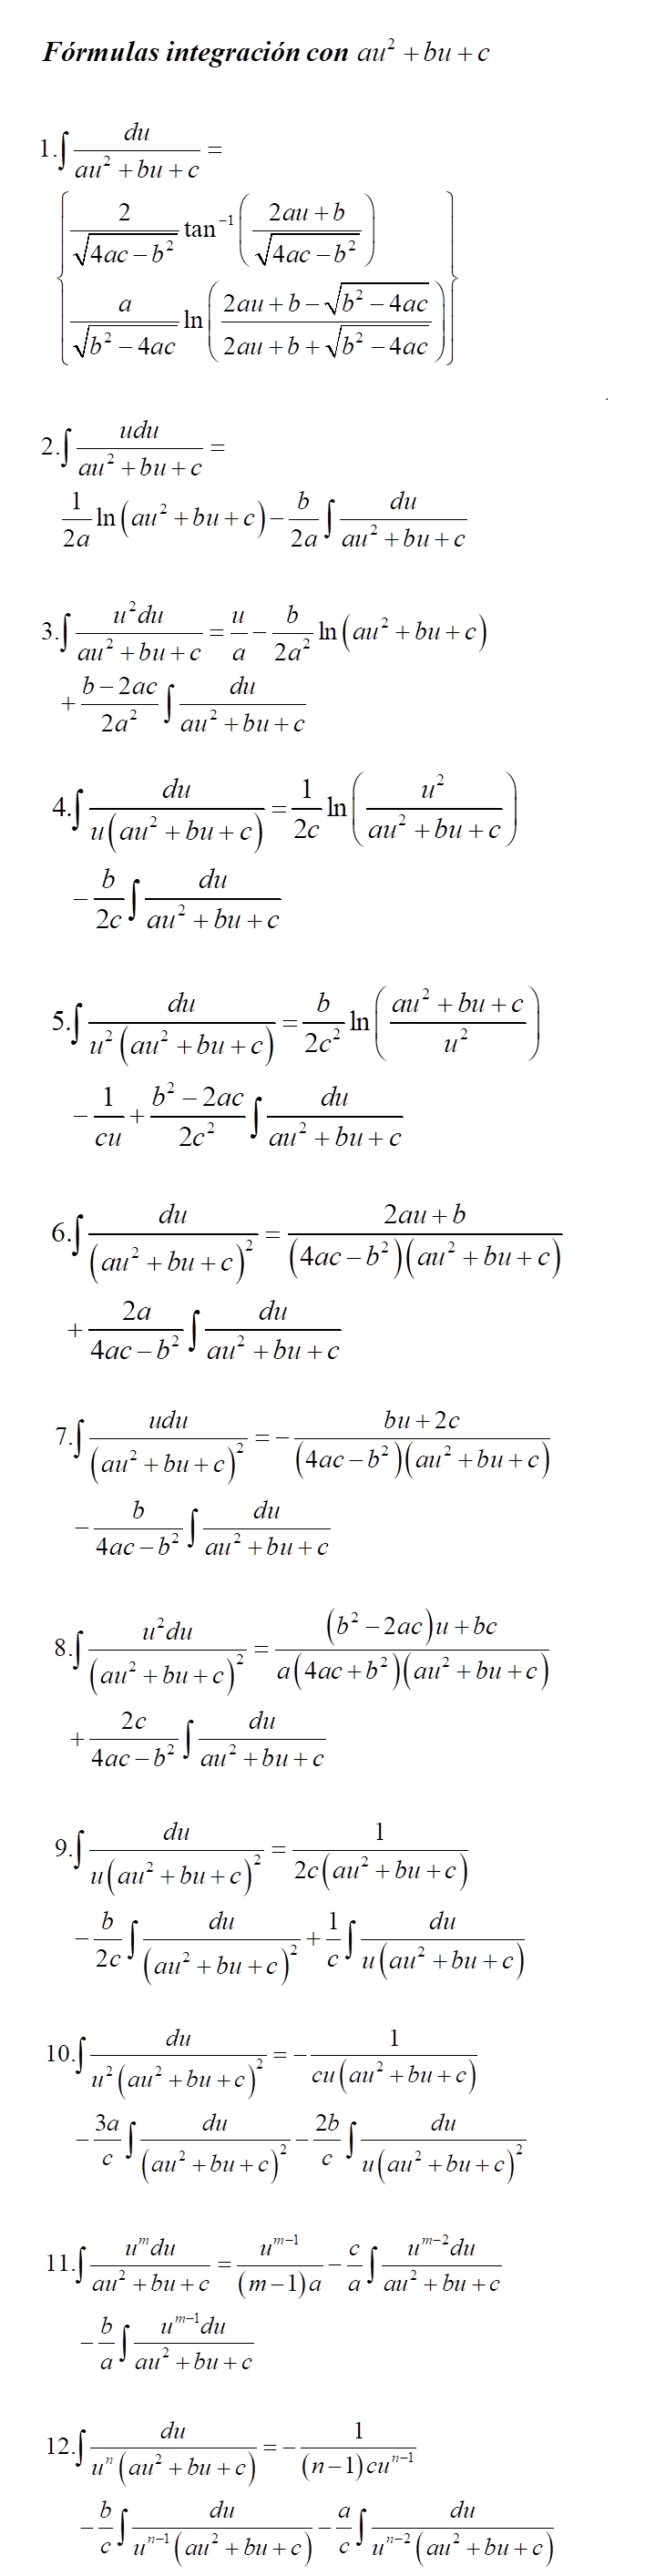 Fórmulas integración con au² + bu + c
1. ∫ du / (au² + bu + c) =
{ 2/√(4ac − b²) tan⁻¹( (2au + b)/√(4ac − b²) )
a/√(b² − 4ac) ln( (2au + b − √(b² − 4ac)) / (2au + b + √(b² − 4ac)) ) }
2. ∫ udu / (au² + bu + c) =
1/2a ln(au² + bu + c) − b/2a ∫ du / (au² + bu + c)
3. ∫ u²du / (au² + bu + c) = u/a − b/2a² ln(au² + bu + c)
+ (b − 2ac)/2a² ∫ du / (au² + bu + c)
4. ∫ du / u(au² + bu + c) = 1/2c ln( u² / (au² + bu + c) )
− b/2c ∫ du / (au² + bu + c)
5. ∫ du / u²(au² + bu + c) = b/2c² ln( (au² + bu + c) / u² )
− 1/cu + (b² − 2ac)/2c² ∫ du / (au² + bu + c)
6. ∫ du / (au² + bu + c)² = (2au + b) / (4ac − b²)(au² + bu + c)
+ 2a/(4ac − b²) ∫ du / (au² + bu + c)
7. ∫ udu / (au² + bu + c)² = − (bu + 2c) / (4ac − b²)(au² + bu + c)
− b/(4ac − b²) ∫ du / (au² + bu + c)
8. ∫ u²du / (au² + bu + c)² = ((b² − 2ac)u + bc) / a(4ac + b²)(au² + bu + c)
+ 2c/(4ac − b²) ∫ du / (au² + bu + c)
9. ∫ du / u(au² + bu + c)² = 1 / 2c(au² + bu + c)
− b/2c ∫ du / (au² + bu + c)² + 1/c ∫ du / u(au² + bu + c)
10. ∫ du / u²(au² + bu + c)² = − 1 / cu(au² + bu + c)
− 3a/c ∫ du / (au² + bu + c)² − 2b/c ∫ du / u(au² + bu + c)²
11. ∫ uᵐdu / (au² + bu + c) = uᵐ⁻¹ / (m − 1)a − c/a ∫ uᵐ⁻²du / (au² + bu + c)
− b/a ∫ uᵐ⁻¹du / (au² + bu + c)
12. ∫ du / uⁿ(au² + bu + c) = − 1 / (n − 1)cuⁿ⁻¹
− b/c ∫ du / uⁿ⁻¹(au² + bu + c) − a/c ∫ du / uⁿ⁻²(au² + bu + c)